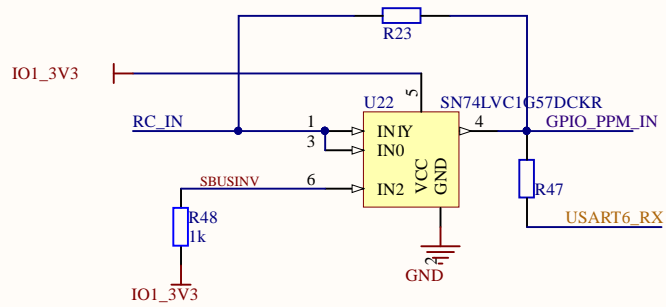 R23
IO1_3V3
U22
SN74LVC1G57DCKR
5
RC_IN
1
IN1Y
4
GPIO_PPM_IN
3
IN0
VCC
GND
SBUSINV
6
IN2
R47
R48
1k
USART6_RX
2
GND
IO1_3V3